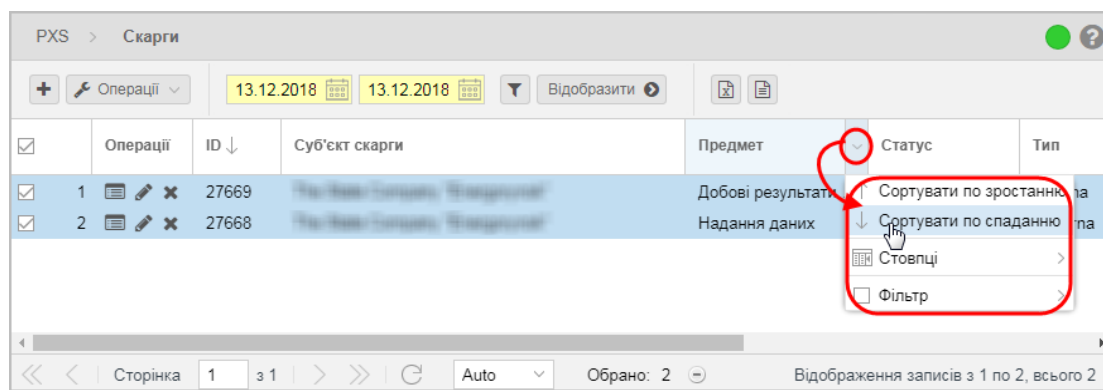 PXS > Скарги
Операції 13.12.2018 13.12.2018 Відобразити
Операції ID ↓ Суб'єкт скарги Предмет Статус Тип
1 27669 Добові результати на
Сортувати по зростанню
2 27668 Надання даних рна
Сортувати по спаданню
Стовпці
Фільтр
Сторінка 1 з 1 Auto Обрано: 2 Відображення записів з 1 по 2, всього 2